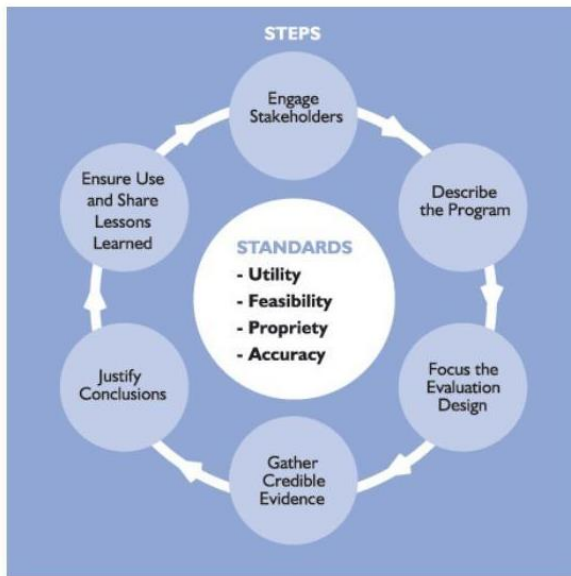 STEPS
Engage
Stakeholders
Describe
the Program
Focus the
Evaluation
Design
Gather
Credible
Evidence
Justify
Conclusions
Ensure Use
and Share
Lessons
Learned
STANDARDS
- Utility
- Feasibility
- Propriety
- Accuracy